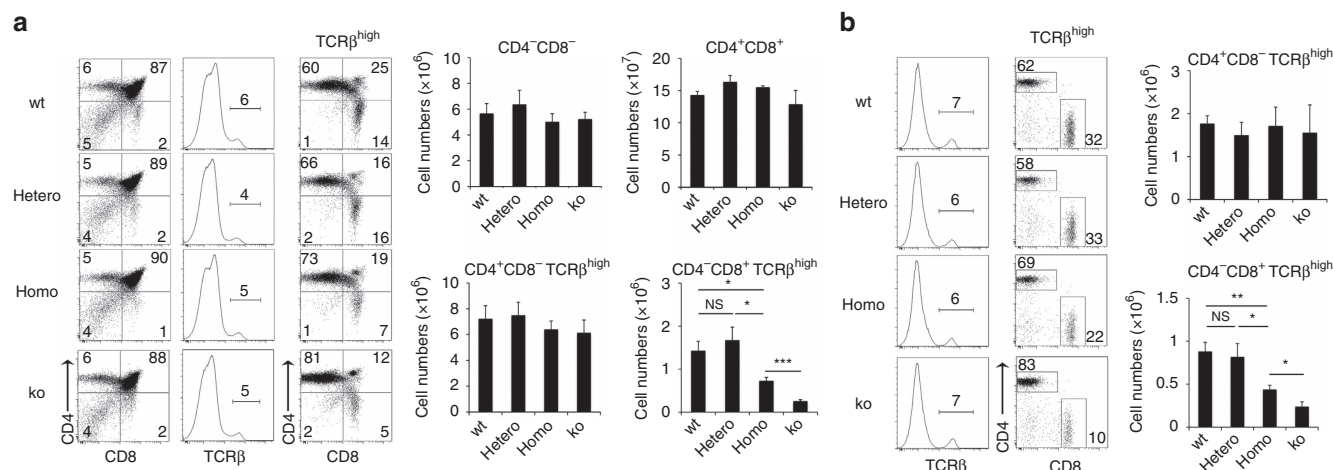 a
TCRβhigh
wt
6 87
5 2
6
60 25
1 14
Hetero
5 89
4 2
4
66 16
2 16
Homo
5 90
4 1
5
73 19
1 7
ko
6 88
4 2
5
81 12
2 5
CD4
CD4
CD8
TCRβ
CD8
CD4−CD8−
Cell numbers (×10⁶)
10
8
6
4
2
0
wt
Hetero
Homo
ko
CD4+CD8+
Cell numbers (×10⁷)
20
15
10
5
0
wt
Hetero
Homo
ko
CD4+CD8− TCRβhigh
Cell numbers (×10⁶)
10
8
6
4
2
0
wt
Hetero
Homo
ko
CD4−CD8+ TCRβhigh
Cell numbers (×10⁶)
3
2
1
0
*
NS *
***
wt
Hetero
Homo
ko
b
TCRβhigh
wt
7
62
32
Hetero
6
58
33
Homo
6
69
22
ko
7
83
10
CD4
TCRβ
CD8
CD4+CD8− TCRβhigh
Cell numbers (×10⁶)
3
2
1
0
wt
Hetero
Homo
ko
CD4−CD8+ TCRβhigh
Cell numbers (×10⁶)
1.5
1
0.5
0
**
NS *
*
wt
Hetero
Homo
ko